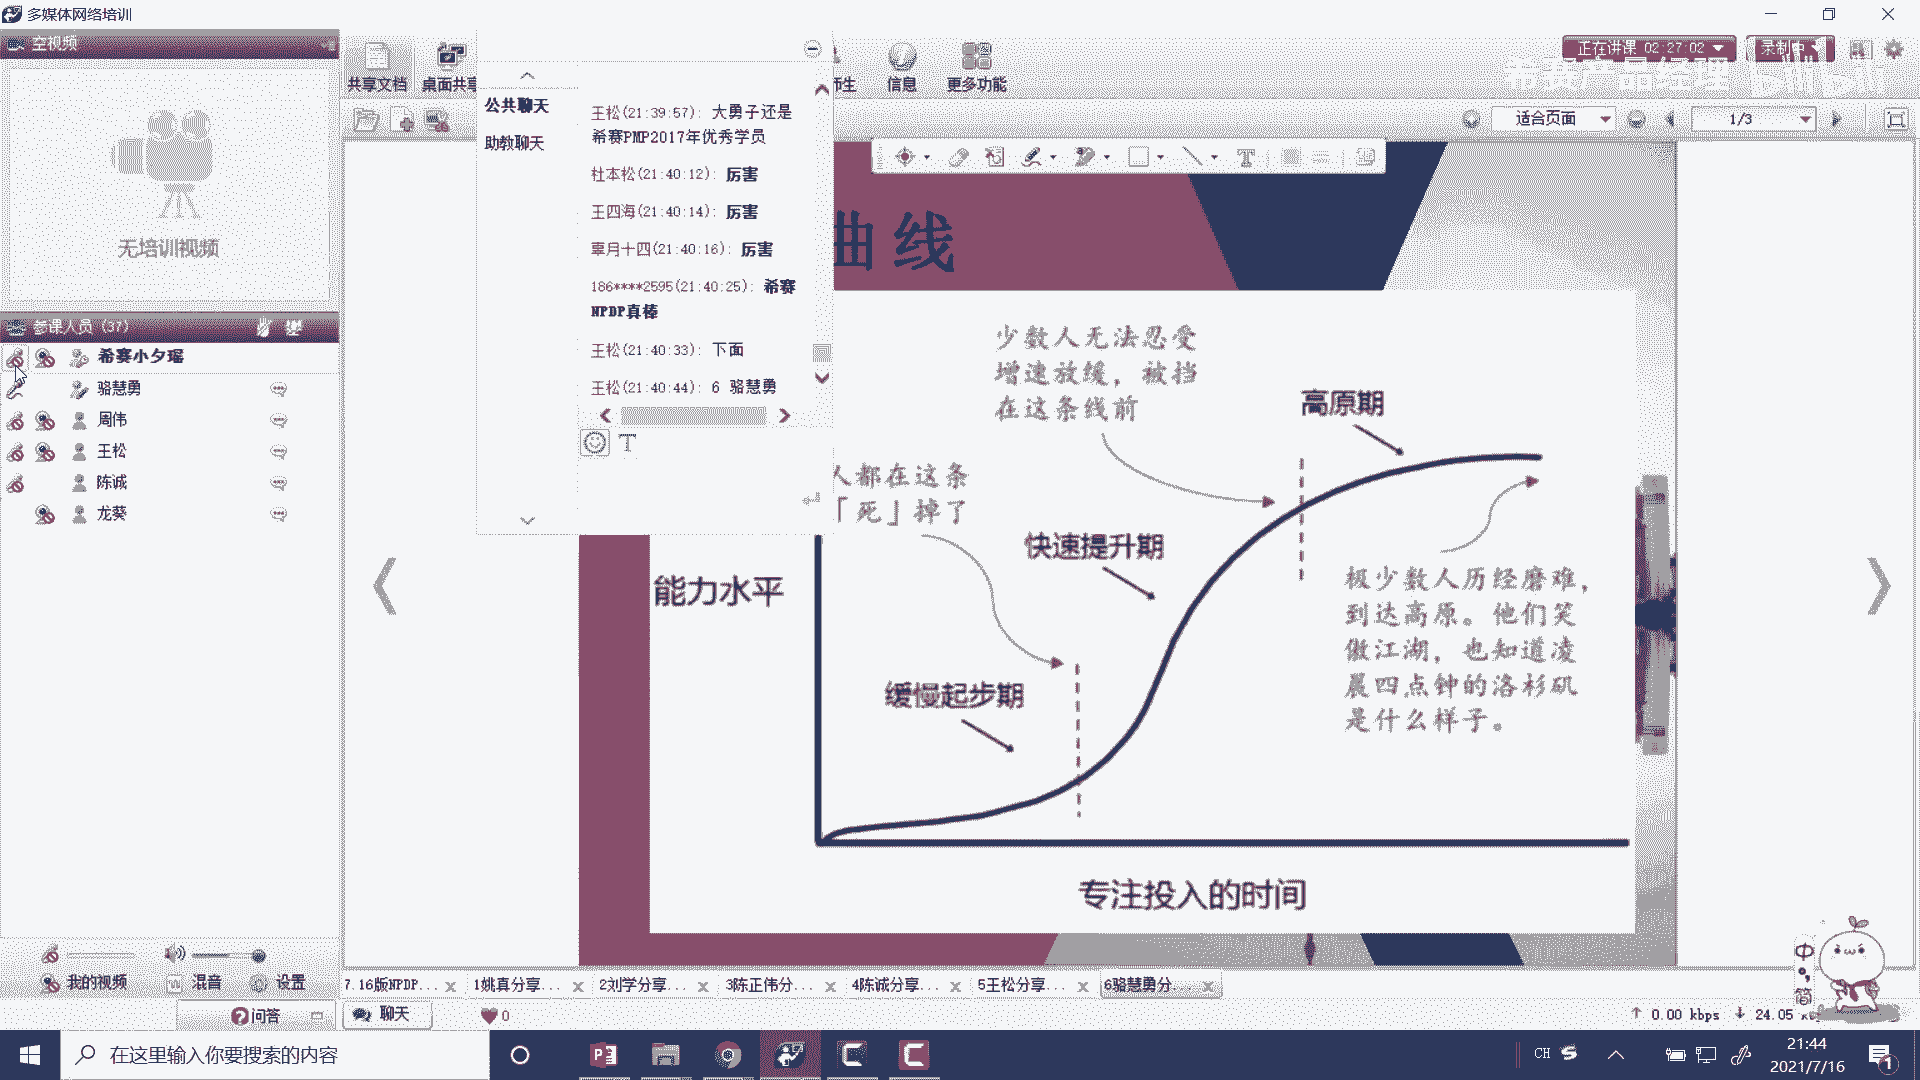 多媒体网络培训
空视频
无培训视频
参课人员 (37)
希赛小夕瑶
骆慧勇
周伟
王松
陈诚
龙葵
我的视频
混音
设置
问答
共享文档
桌面共享
信息
更多功能
正在讲课 02:27:02
录制中
希赛产品经理
bilibili
适合页面
1/3
公共聊天
助教聊天
王松(21:39:57): 大勇子还是
希赛PMP2017年优秀学员
杜本松(21:40:12): 厉害
王四海(21:40:14): 厉害
辜月十四(21:40:16): 厉害
186****2595(21:40:25): 希赛
NPDP真棒
王松(21:40:33): 下面
王松(21:40:44): 6 骆慧勇
曲线
少数人无法忍受
增速放缓，被挡
在这条线前
高原期
人都在这条
「死」掉了
快速提升期
能力水平
缓慢起步期
极少数人历经磨难，
到达高原。他们笑
傲江湖，也知道凌
晨四点钟的洛杉矶
是什么样子。
专注投入的时间
7.16版NPDP...
1姚真分享...
2刘学分享...
3陈正伟分...
4陈诚分享...
5王松分享...
6骆慧勇分...
聊天
0
0.00 kbps
24.05
中
简
在这里输入你要搜索的内容
CH
21:44
2021/7/16
1